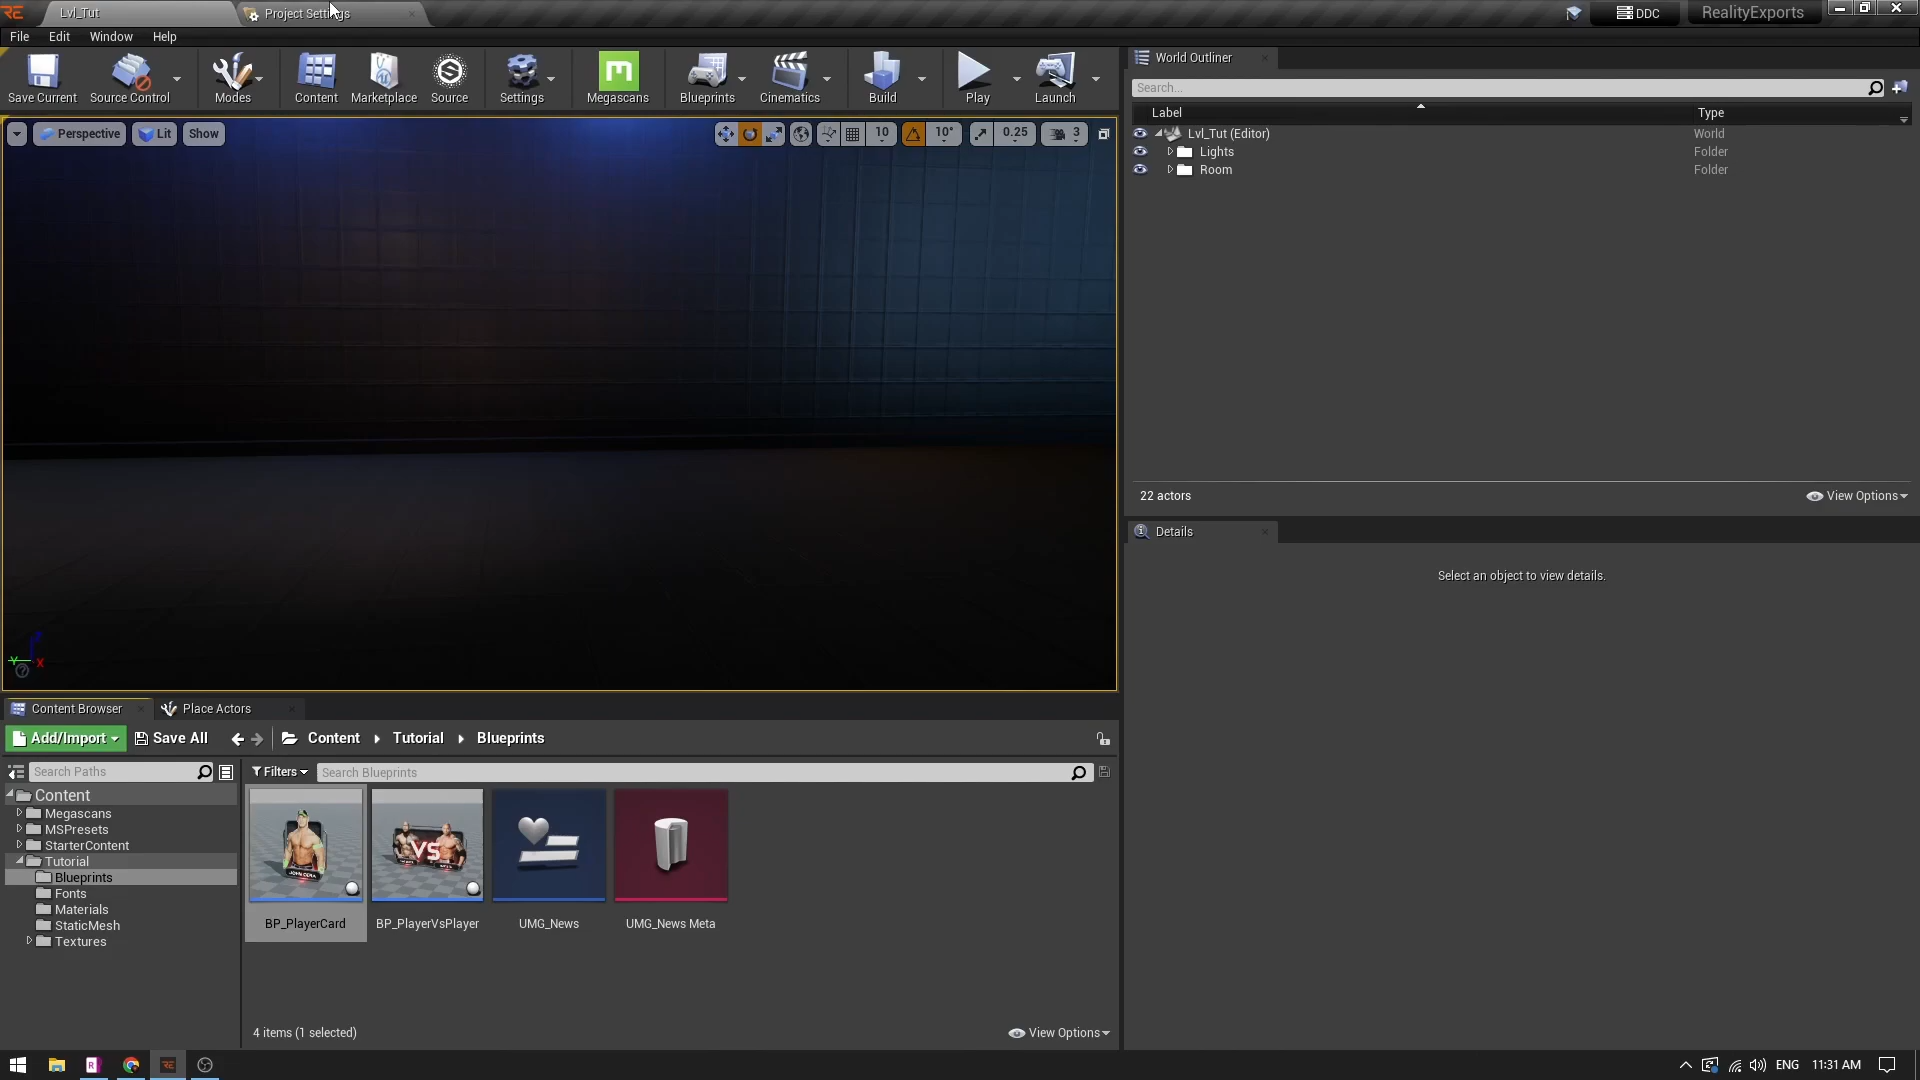 Lvl_Tut
Project Settings
DDC
RealityExports
File
Edit
Window
Help
Save Current
Source Control
Modes
Content
Marketplace
Source
Settings
Megascans
Blueprints
Cinematics
Build
Play
Launch
World Outliner
Search...
Label
Type
Lvl_Tut (Editor)
World
Lights
Folder
Room
Folder
Perspective
Lit
Show
10
10°
0.25
3
22 actors
View Options
Details
Select an object to view details.
Y
X
Content Browser
Place Actors
Add/Import
Save All
Content
Tutorial
Blueprints
Search Paths
Filters
Search Blueprints
Content
Megascans
MSPresets
StarterContent
Tutorial
Blueprints
Fonts
Materials
StaticMesh
Textures
JOHN CENA
VS
BP_PlayerCard
BP_PlayerVsPlayer
UMG_News
UMG_News Meta
4 items (1 selected)
View Options
ENG
11:31 AM